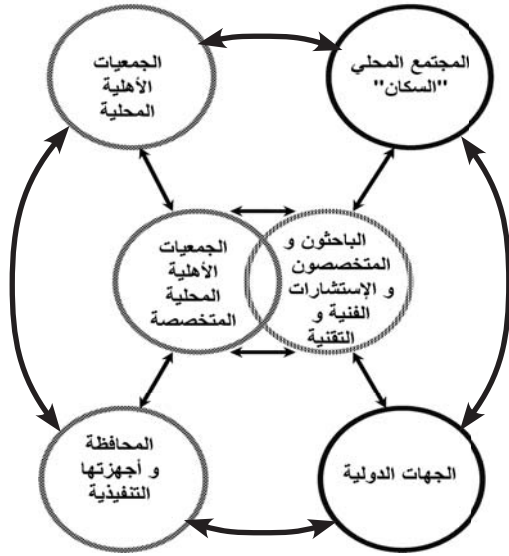 المجتمع المحلي
"السكان"
الجمعيات
الأهلية
المحلية
الباحثون و
المتخصصون
و الإستشارات
الفنية و
التقنية
الجمعيات
الأهلية
المحلية
المتخصصة
الجهات الدولية
المحافظة
و أجهزتها
التنفيذية